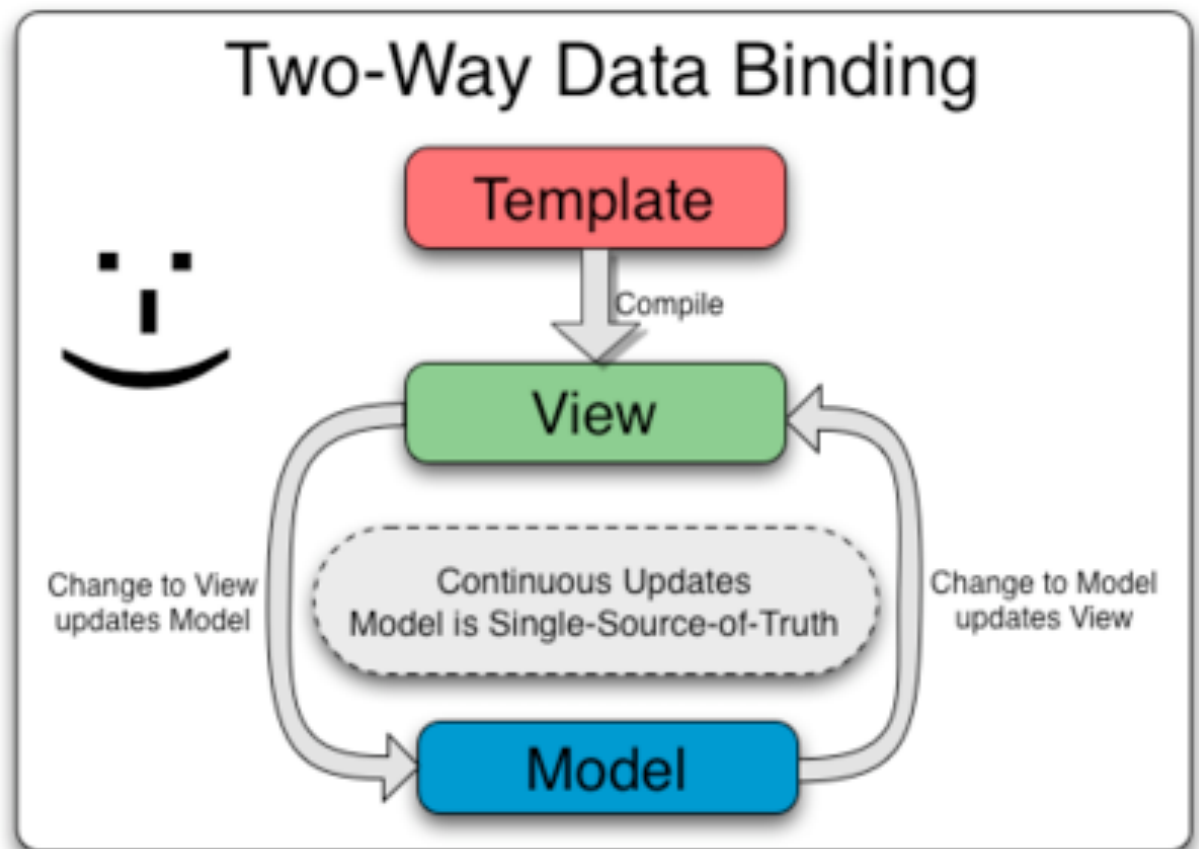 Two-Way Data Binding
Template
Compile
View
Change to View
updates Model
Continuous Updates
Model is Single-Source-of-Truth
Change to Model
updates View
Model